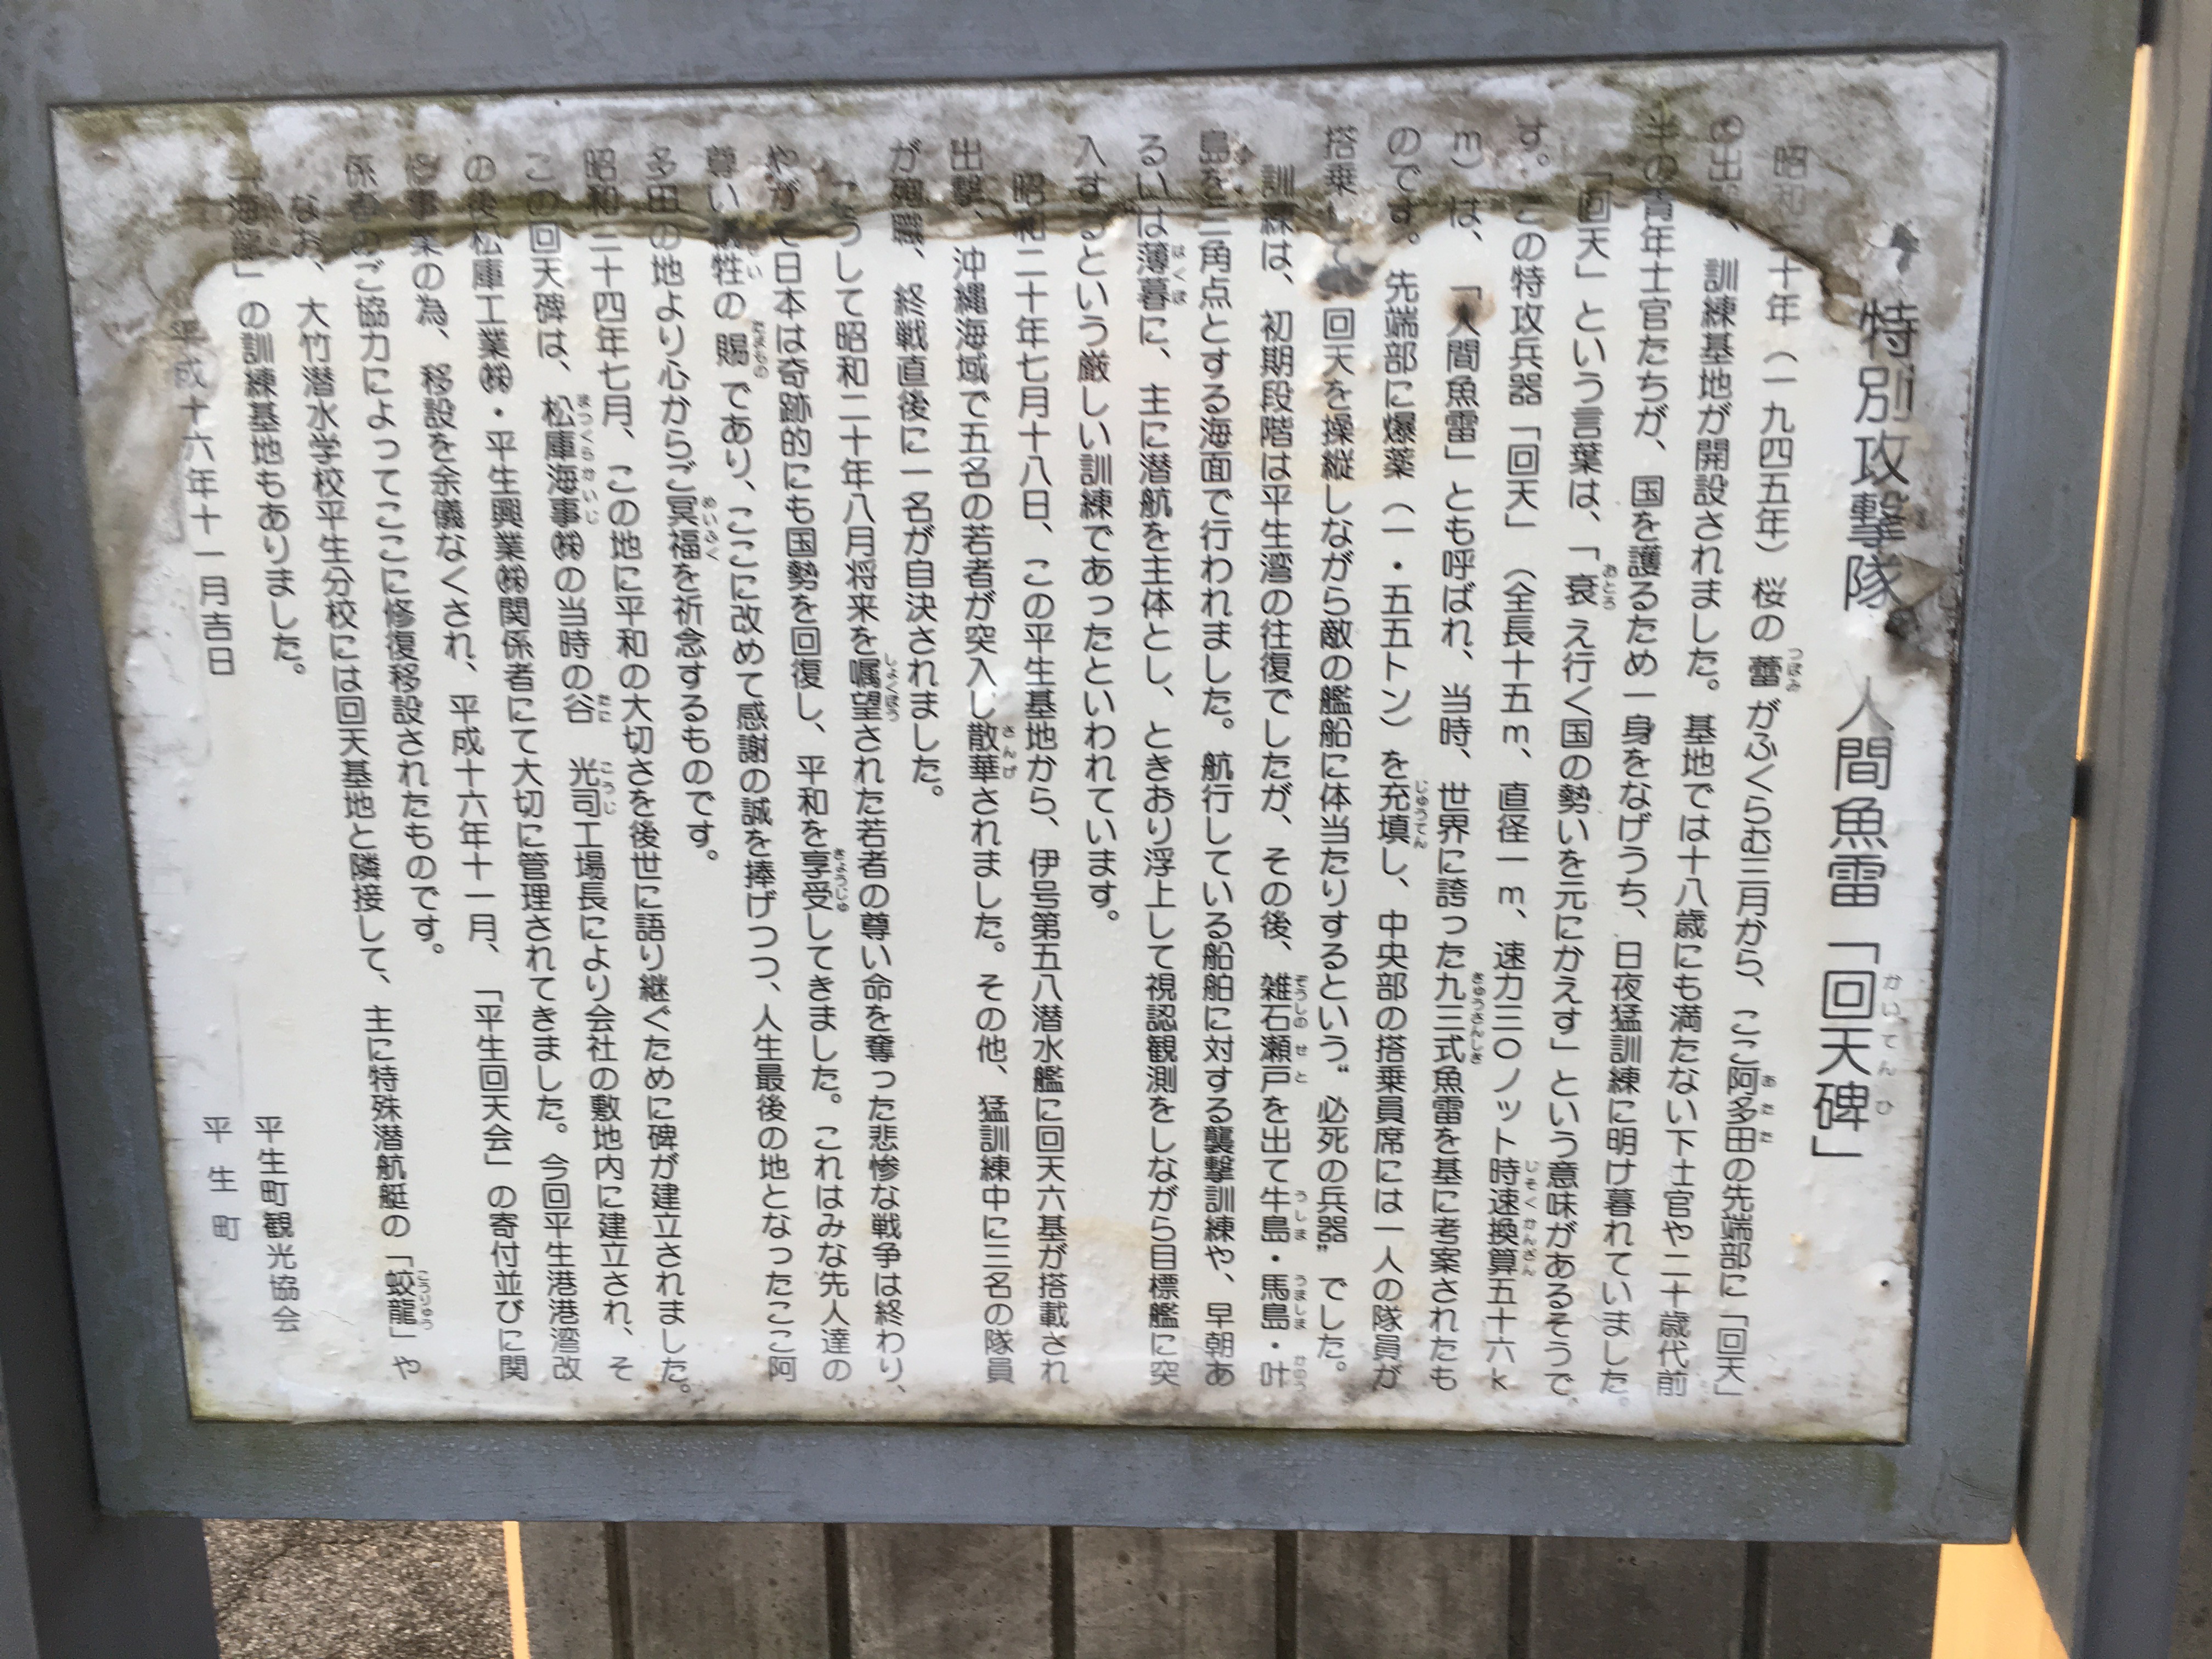 特別攻撃隊 人間魚雷「回天碑」
昭和二十年（一九四五年）桜の蕾がふくらむ三月から、ここ阿多田の先端部に「回天」
の出撃、訓練基地が開設されました。基地では十八歳にも満たない下士官や二十歳代前
半の青年士官たちが、国を護るため一身をなげうち、日夜猛訓練に明け暮れていました。
「回天」という言葉は、「衰え行く国の勢いを元にかえす」という意味があるそうで
す。この特攻兵器「回天」（全長十五m、直径一m、速力三〇ノット時速換算五十六k
m）は、「人間魚雷」とも呼ばれ、当時、世界に誇った九三式魚雷を基に考案されたも
のです。先端部に爆薬（一・五五トン）を充填し、中央部の搭乗員席には一人の隊員が
搭乗して回天を操縦しながら敵の艦船に体当たりするという“必死の兵器”でした。
訓練は、初期段階は平生湾の往復でしたが、その後、雑石瀬戸を出て牛島・馬島・叶
島を三角点とする海面で行われました。航行している船舶に対する襲撃訓練や、早朝あ
るいは薄暮に、主に潜航を主体とし、ときおり浮上して視認観測をしながら目標艦に突
入するという厳しい訓練であったといわれています。
昭和二十年七月十八日、この平生基地から、伊号第五八潜水艦に回天六基が搭載され
出撃、沖縄海域で五名の若者が突入し散華されました。その他、猛訓練中に三名の隊員
が殉職、終戦直後に一名が自決されました。
こうして昭和二十年八月将来を嘱望された若者の尊い命を奪った悲惨な戦争は終わり、
やがて日本は奇跡的にも国勢を回復し、平和を享受してきました。これはみな先人達の
尊い犠牲の賜であり、ここに改めて感謝の誠を捧げつつ、人生最後の地となったここ阿
多田の地より心からご冥福を祈念するものです。
昭和二十四年七月、この地に平和の大切さを後世に語り継ぐために碑が建立されました。
この回天碑は、松庫海事㈱の当時の谷 光司工場長により会社の敷地内に建立され、そ
の後松庫工業㈱・平生興業㈱関係者にて大切に管理されてきました。今回平生港港湾改
修事業の為、移設を余儀なくされ、平成十六年十一月、「平生回天会」の寄付並びに関
係者のご協力によってここに修復移設されたものです。
なお、大竹潜水学校平生分校には回天基地と隣接して、主に特殊潜航艇の「蛟龍」や
「海龍」の訓練基地もありました。
平成十六年十一月吉日
平生町観光協会
平生町